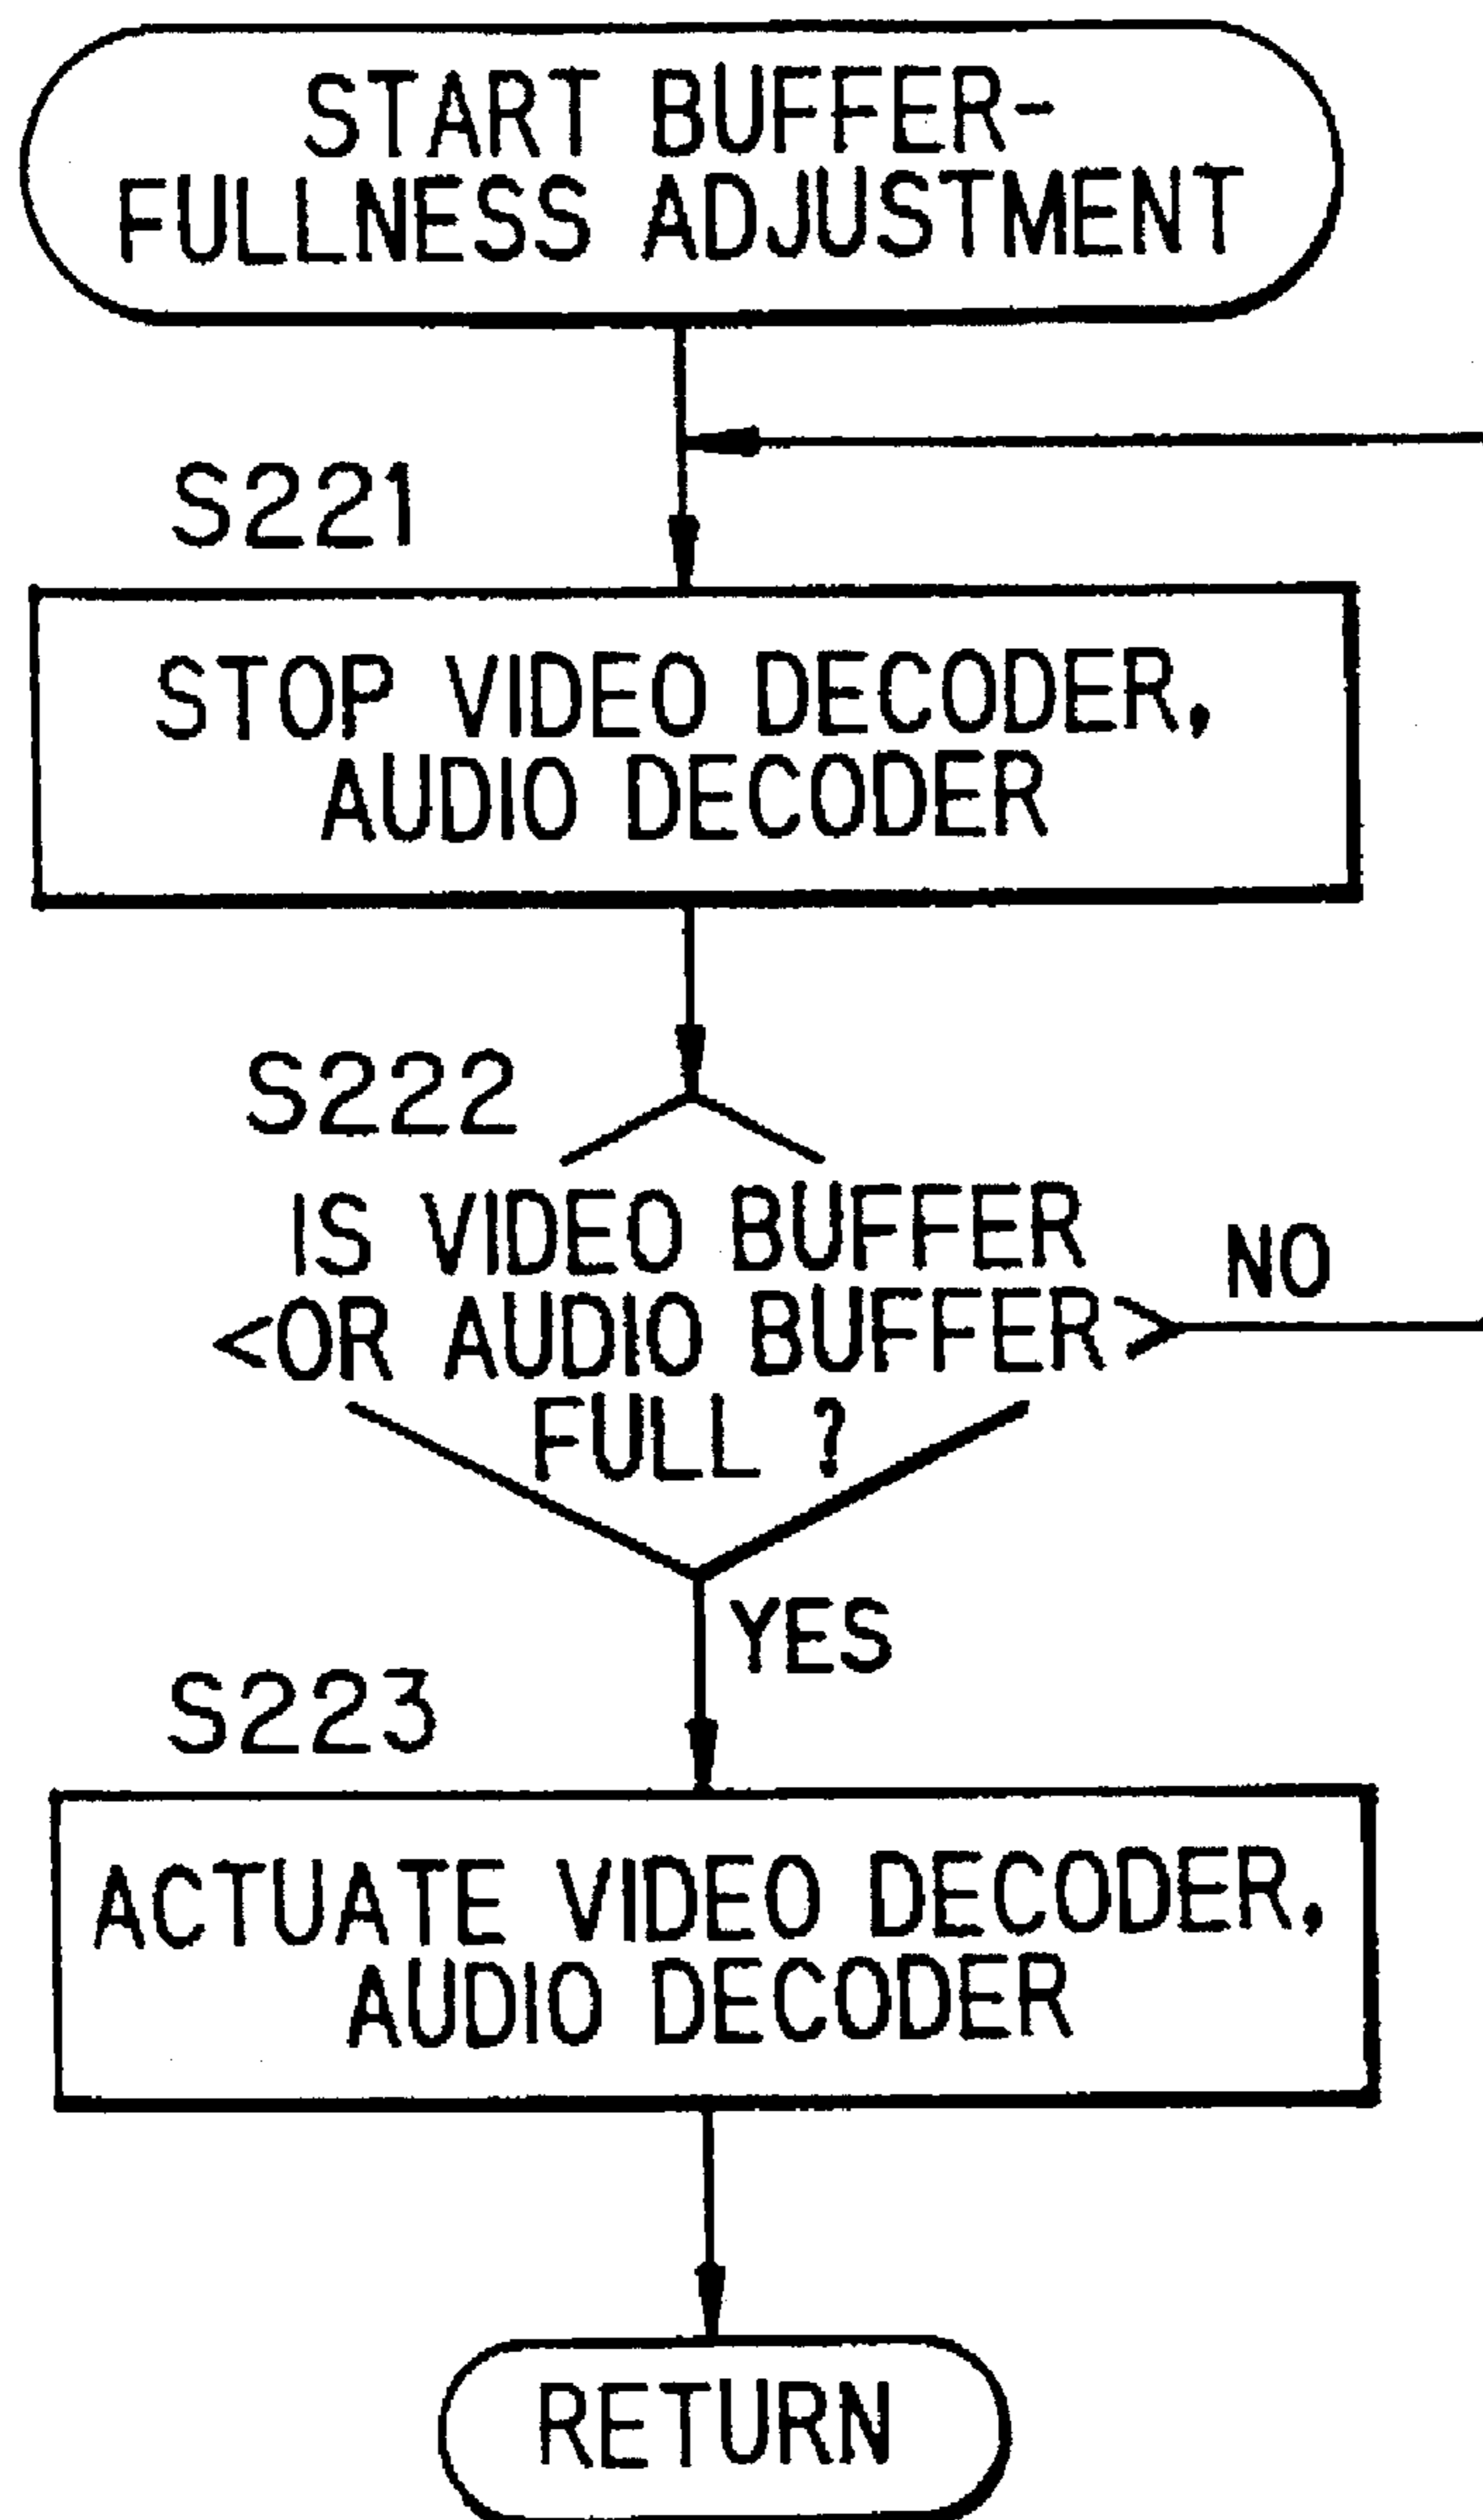 START BUFFER-
FULLNESS ADJUSTMENT
S221
STOP VIDEO DECODER,
AUDIO DECODER
S222
IS VIDEO BUFFER
OR AUDIO BUFFER
FULL ?
NO
YES
S223
ACTUATE VIDEO DECODER,
AUDIO DECODER
RETURN